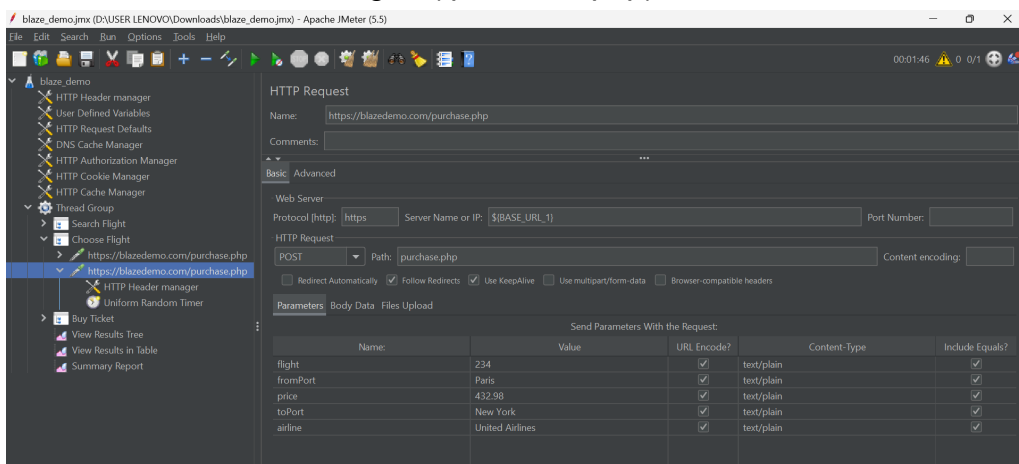 blaze_demo.jmx (D:\USER LENOVO\Downloads\blaze_demo.jmx) - Apache JMeter (5.5)
File Edit Search Run Options Tools Help
00:01:46 0 0/1
blaze_demo
HTTP Header manager
User Defined Variables
HTTP Request Defaults
DNS Cache Manager
HTTP Authorization Manager
HTTP Cookie Manager
HTTP Cache Manager
Thread Group
Search Flight
Choose Flight
https://blazedemo.com/purchase.php
https://blazedemo.com/purchase.php
HTTP Header manager
Uniform Random Timer
Buy Ticket
View Results Tree
View Results in Table
Summary Report
HTTP Request
Name: https://blazedemo.com/purchase.php
Comments:
Basic Advanced
Web Server
Protocol [http]: https Server Name or IP: ${BASE_URL_1} Port Number:
HTTP Request
POST Path: purchase.php Content encoding:
Redirect Automatically Follow Redirects Use KeepAlive Use multipart/form-data Browser-compatible headers
Parameters Body Data Files Upload
Send Parameters With the Request:
Name: Value URL Encode? Content-Type Include Equals?
flight 234 text/plain
fromPort Paris text/plain
price 432.98 text/plain
toPort New York text/plain
airline United Airlines text/plain